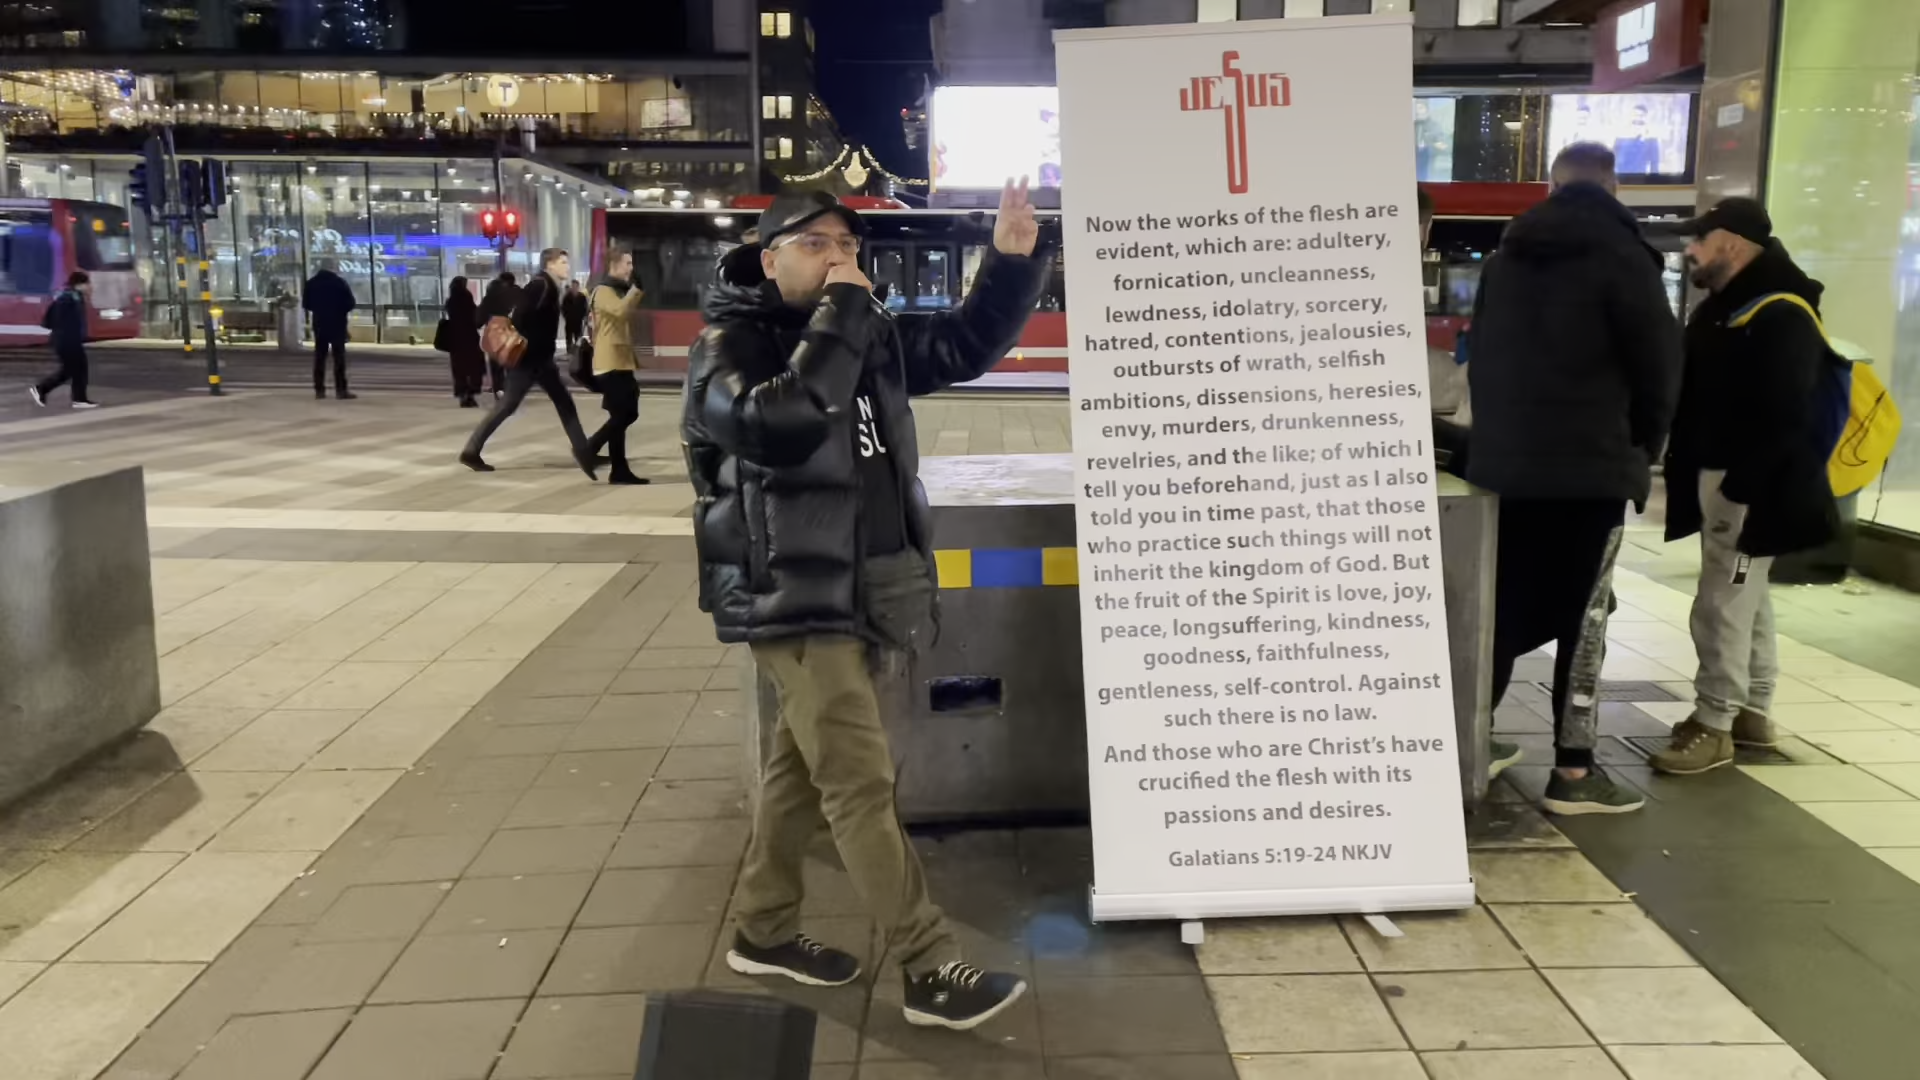 JESUS
Now the works of the flesh are
evident, which are: adultery,
fornication, uncleanness,
lewdness, idolatry, sorcery,
hatred, contentions, jealousies,
outbursts of wrath, selfish
ambitions, dissensions, heresies,
envy, murders, drunkenness,
revelries, and the like; of which I
tell you beforehand, just as I also
told you in time past, that those
who practice such things will not
inherit the kingdom of God. But
the fruit of the Spirit is love, joy,
peace, longsuffering, kindness,
goodness, faithfulness,
gentleness, self-control. Against
such there is no law.
And those who are Christ's have
crucified the flesh with its
passions and desires.
Galatians 5:19-24 NKJV
T